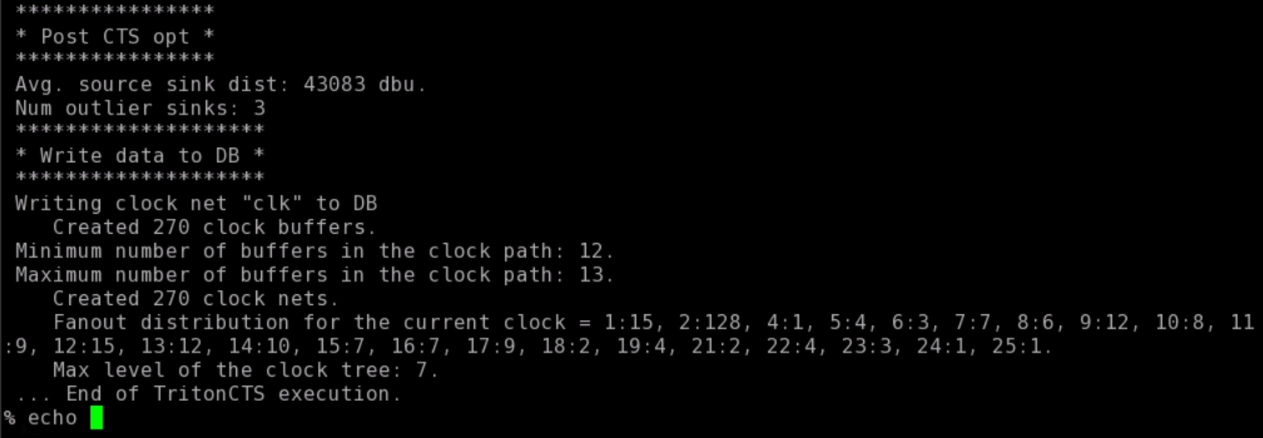 ****************
* Post CTS opt *
****************
Avg. source sink dist: 43083 dbu.
Num outlier sinks: 3
********************
* Write data to DB *
********************
Writing clock net "clk" to DB
Created 270 clock buffers.
Minimum number of buffers in the clock path: 12.
Maximum number of buffers in the clock path: 13.
Created 270 clock nets.
Fanout distribution for the current clock = 1:15, 2:128, 4:1, 5:4, 6:3, 7:7, 8:6, 9:12, 10:8, 11
:9, 12:15, 13:12, 14:10, 15:7, 16:7, 17:9, 18:2, 19:4, 21:2, 22:4, 23:3, 24:1, 25:1.
Max level of the clock tree: 7.
... End of TritonCTS execution.
% echo